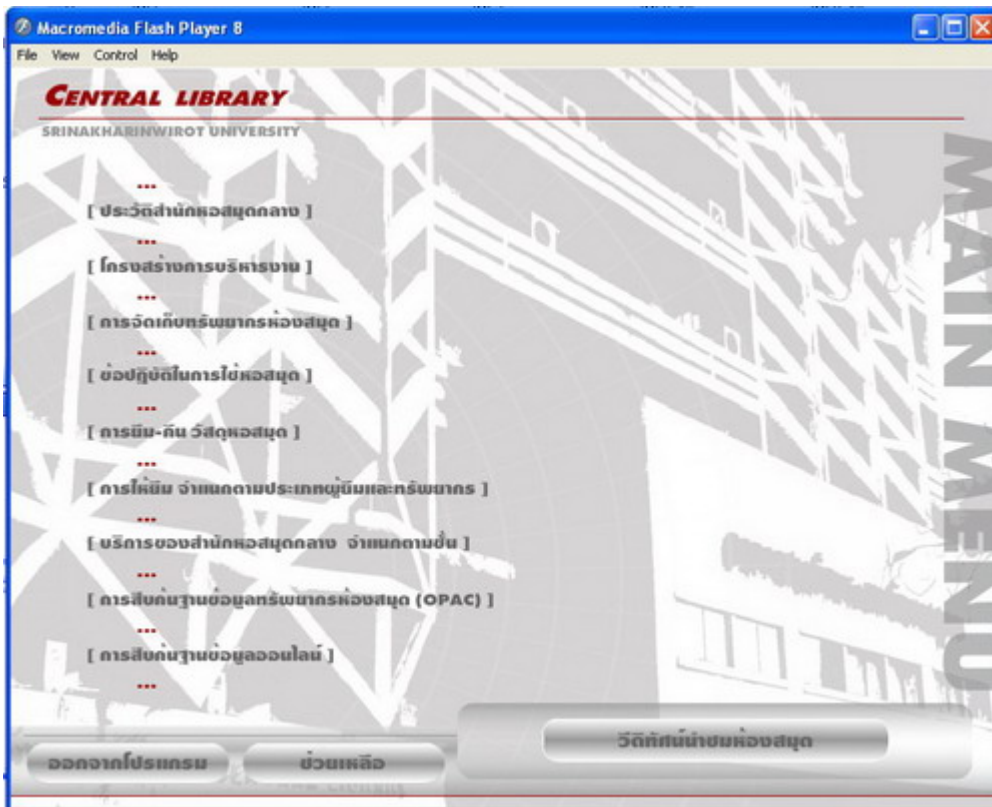 Macromedia Flash Player 8
File View Control Help
CENTRAL LIBRARY
SRINAKHARINWIROT UNIVERSITY
MAIN MENU
...
[ ประวัติสำนักหอสมุดกลาง ]
...
[ โครงสร้างการบริหารงาน ]
...
[ การจัดเก็บทรัพยากรห้องสมุด ]
...
[ ข้อปฏิบัติในการใช้หอสมุด ]
...
[ การยืม-คืน วัสดุหอสมุด ]
...
[ การให้ยืม จำแนกตามประเภทผู้ยืมและทรัพยากร ]
...
[ บริการของสำนักหอสมุดกลาง จำแนกตามชั้น ]
...
[ การสืบค้นฐานข้อมูลทรัพยากรห้องสมุด (OPAC) ]
...
[ การสืบค้นฐานข้อมูลออนไลน์ ]
...
วีดิทัศน์นำชมห้องสมุด
ออกจากโปรแกรม ช่วยเหลือ